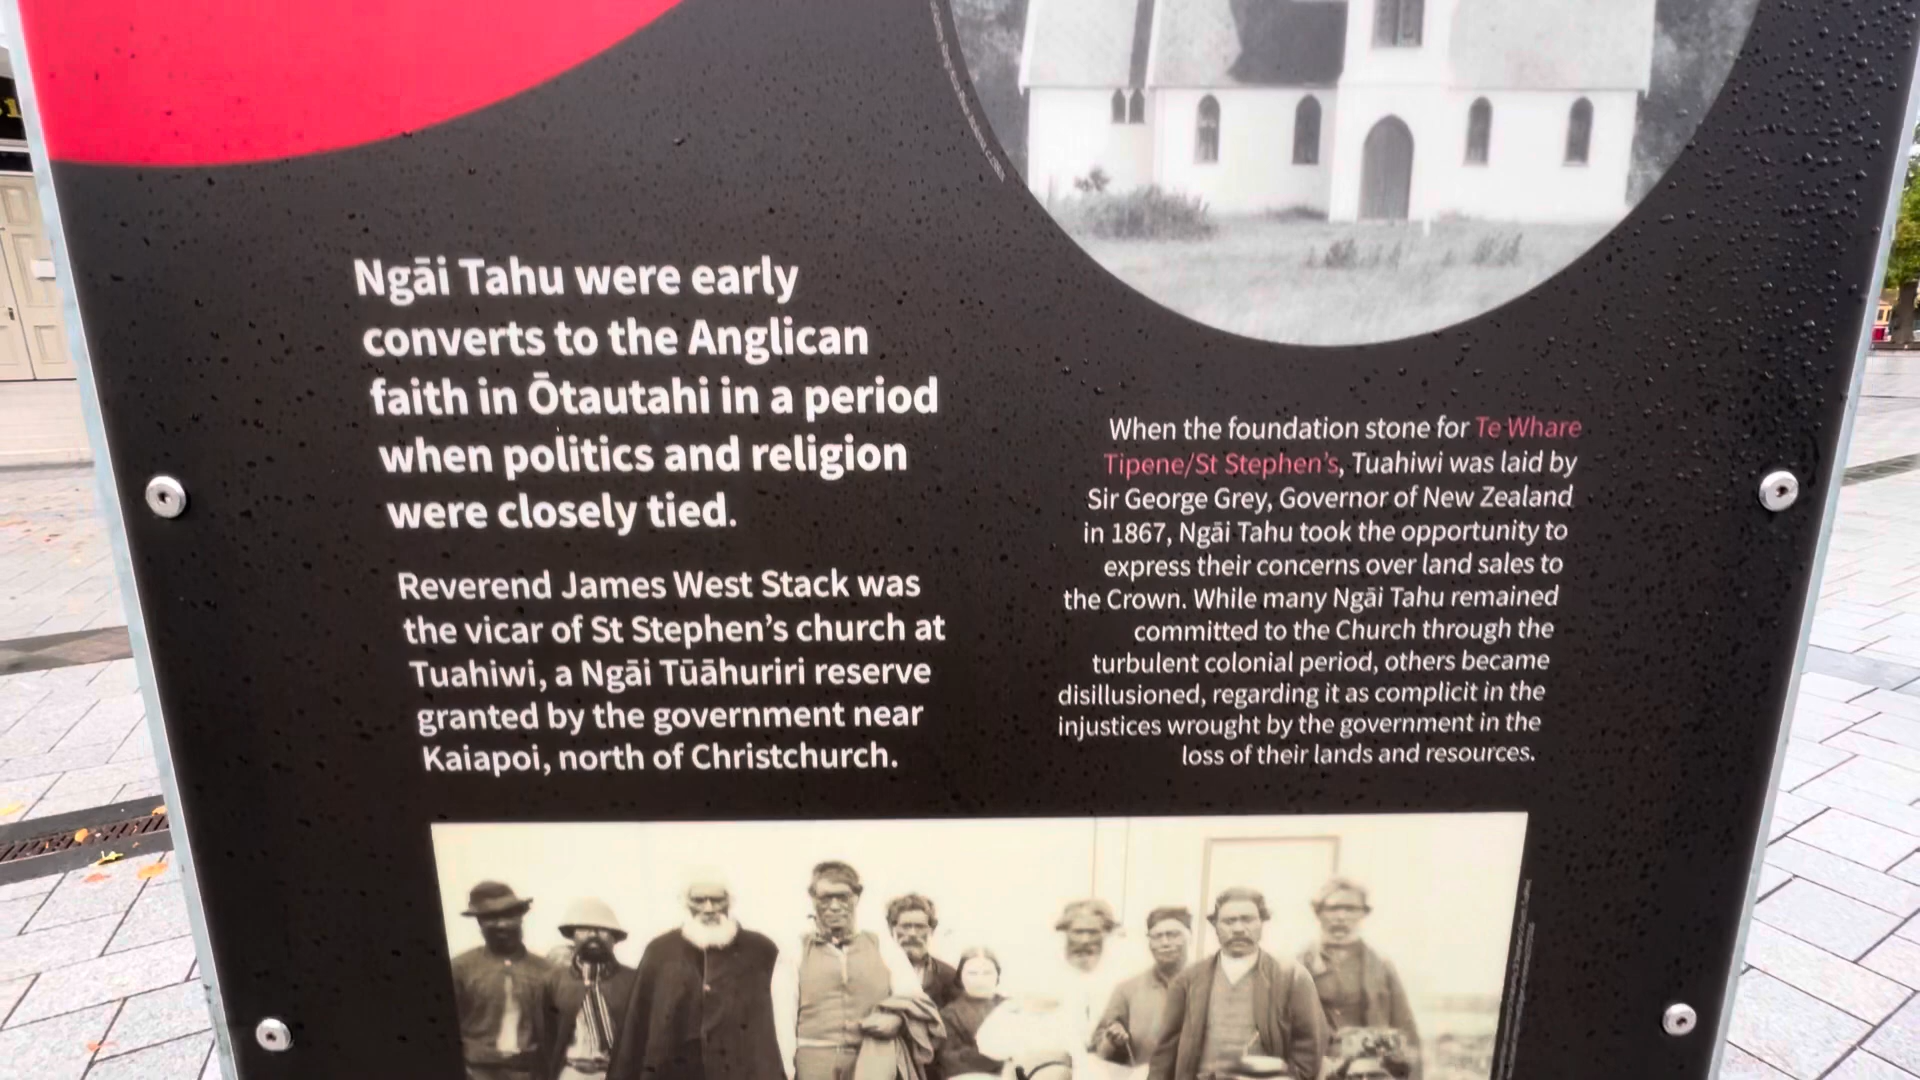 Ngāi Tahu were early
converts to the Anglican
faith in Ōtautahi in a period
when politics and religion
were closely tied.
Reverend James West Stack was
the vicar of St Stephen's church at
Tuahiwi, a Ngāi Tūāhuriri reserve
granted by the government near
Kaiapoi, north of Christchurch.
When the foundation stone for Te Whare
Tipene/St Stephen's, Tuahiwi was laid by
Sir George Grey, Governor of New Zealand
in 1867, Ngāi Tahu took the opportunity to
express their concerns over land sales to
the Crown. While many Ngāi Tahu remained
committed to the Church through the
turbulent colonial period, others became
disillusioned, regarding it as complicit in the
injustices wrought by the government in the
loss of their lands and resources.